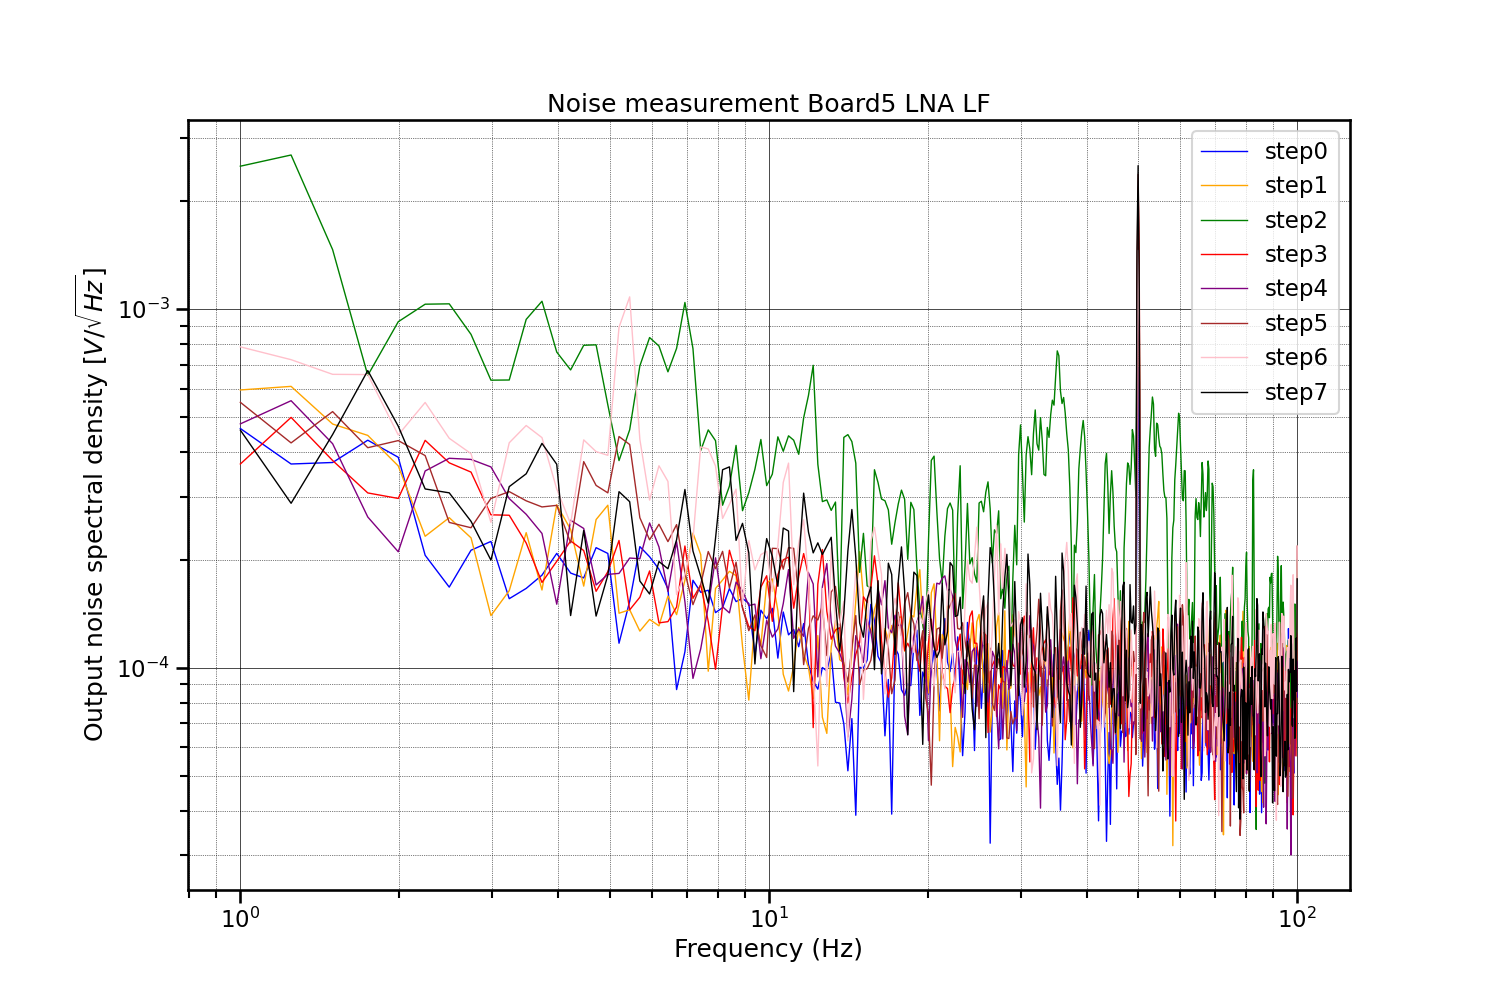 Noise measurement Board5 LNA LF
step0
step1
step2
step3
step4
step5
step6
step7
Output noise spectral density [V/√Hz]
10⁻³
10⁻⁴
10⁰ 10¹ 10²
Frequency (Hz)